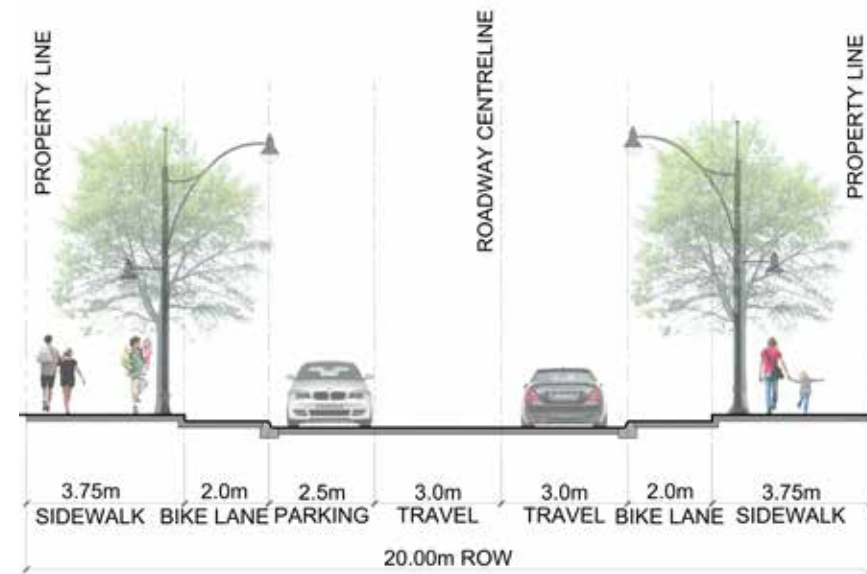 PROPERTY LINE
ROADWAY CENTRELINE
PROPERTY LINE
3.75m 2.0m 2.5m 3.0m 3.0m 2.0m 3.75m
SIDEWALK BIKE LANE PARKING TRAVEL TRAVEL BIKE LANE SIDEWALK
20.00m ROW